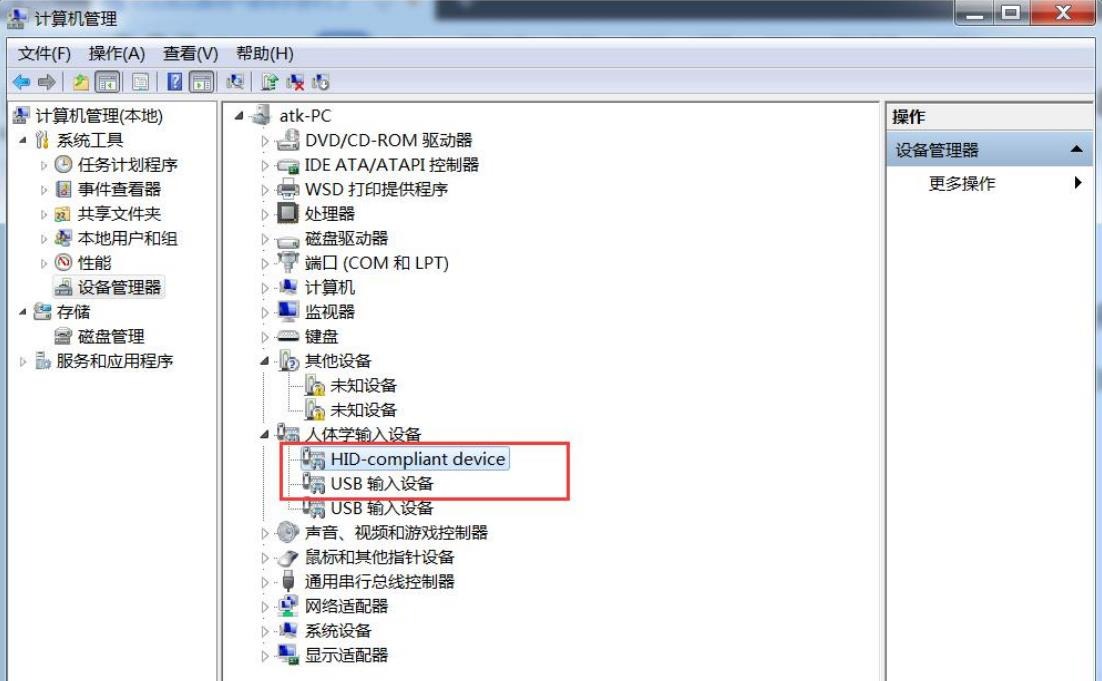 计算机管理
文件(F) 操作(A) 查看(V) 帮助(H)
计算机管理(本地)
系统工具
任务计划程序
事件查看器
共享文件夹
本地用户和组
性能
设备管理器
存储
磁盘管理
服务和应用程序
atk-PC
DVD/CD-ROM 驱动器
IDE ATA/ATAPI 控制器
WSD 打印提供程序
处理器
磁盘驱动器
端口 (COM 和 LPT)
计算机
监视器
键盘
其他设备
未知设备
未知设备
人体学输入设备
HID-compliant device
USB 输入设备
USB 输入设备
声音、视频和游戏控制器
鼠标和其他指针设备
通用串行总线控制器
网络适配器
系统设备
显示适配器
操作
设备管理器
更多操作